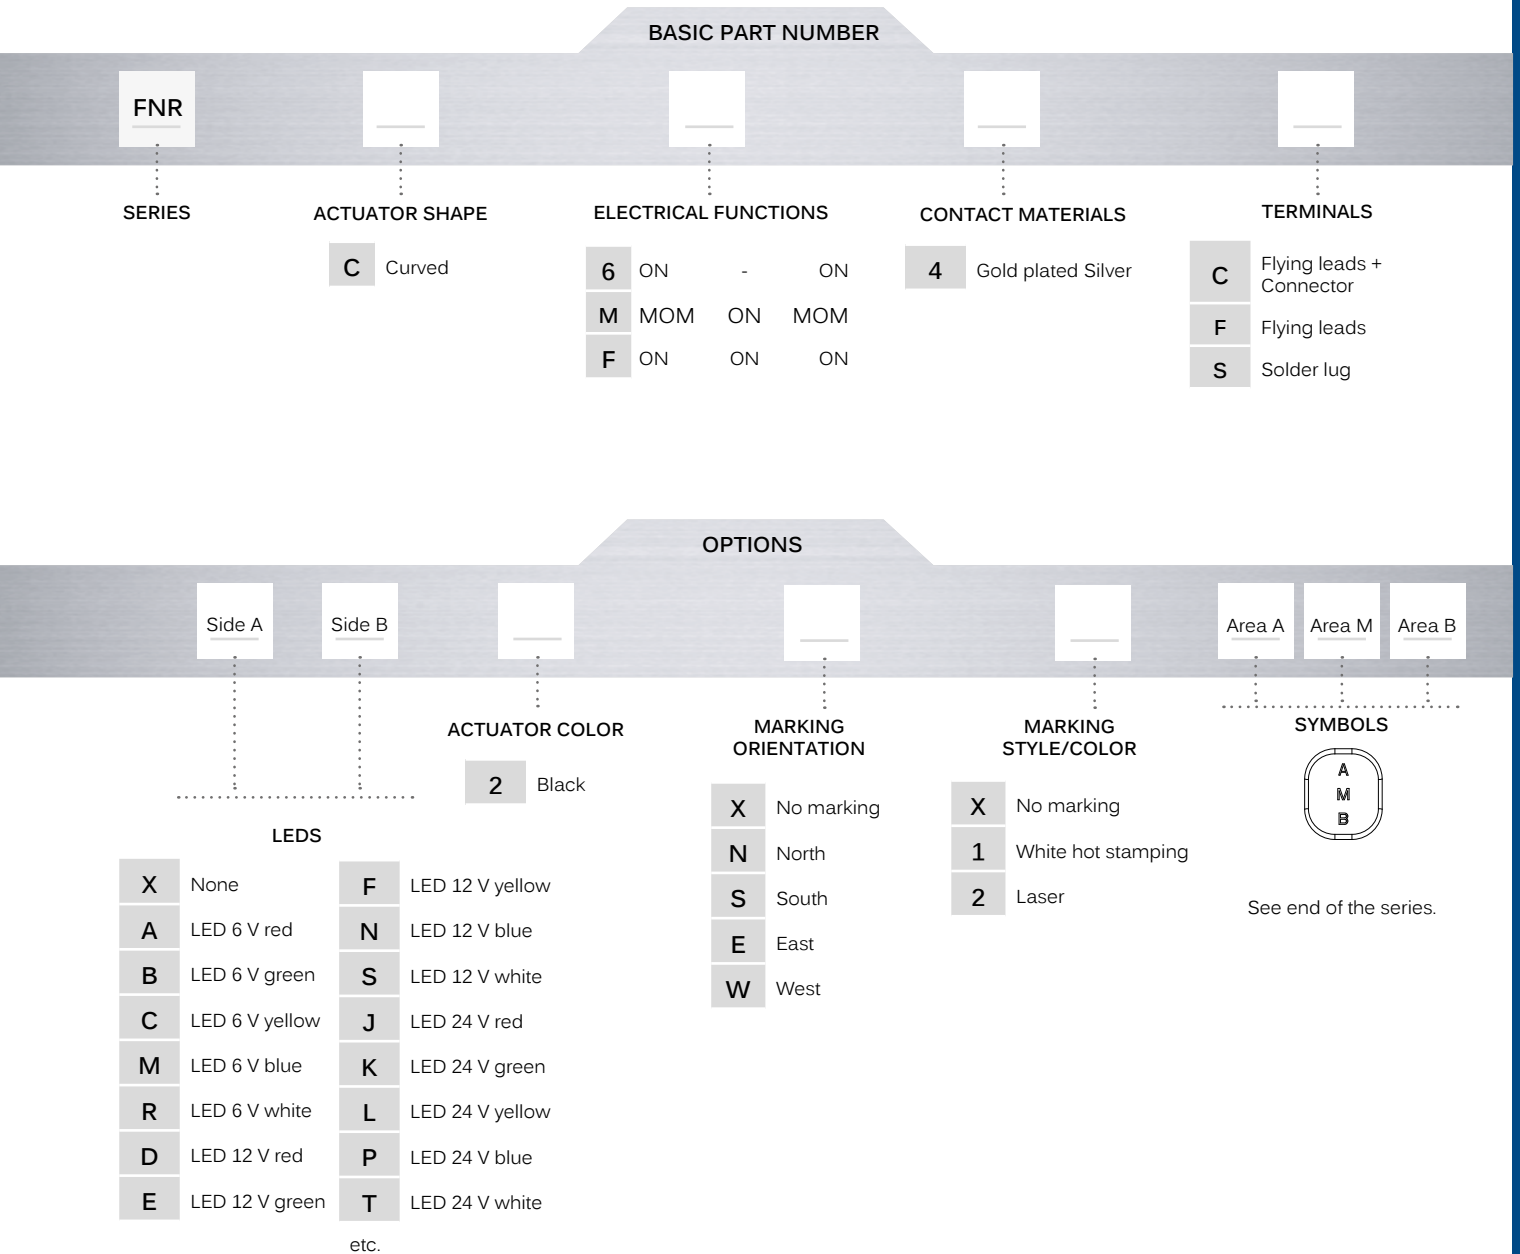 BASIC PART NUMBER
FNR
SERIES
ACTUATOR SHAPE
C Curved
ELECTRICAL FUNCTIONS
6 ON - ON
M MOM ON MOM
F ON ON ON
CONTACT MATERIALS
4 Gold plated Silver
TERMINALS
C Flying leads +
Connector
F Flying leads
S Solder lug
OPTIONS
Side A Side B
Area A Area M Area B
LEDS
X None
A LED 6 V red
B LED 6 V green
C LED 6 V yellow
M LED 6 V blue
R LED 6 V white
D LED 12 V red
E LED 12 V green
F LED 12 V yellow
N LED 12 V blue
S LED 12 V white
J LED 24 V red
K LED 24 V green
L LED 24 V yellow
P LED 24 V blue
T LED 24 V white
etc.
ACTUATOR COLOR
2 Black
MARKING
ORIENTATION
X No marking
N North
S South
E East
W West
MARKING
STYLE/COLOR
X No marking
1 White hot stamping
2 Laser
SYMBOLS
A
M
B
See end of the series.